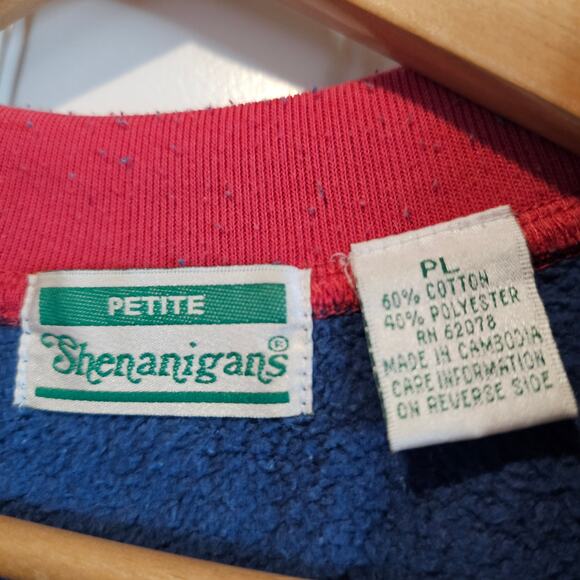 PETITE
Shenanigans®
PL
60% COTTON
40% POLYESTER
RN 62078
MADE IN CAMBODIA
CARE INFORMATION
ON REVERSE SIDE